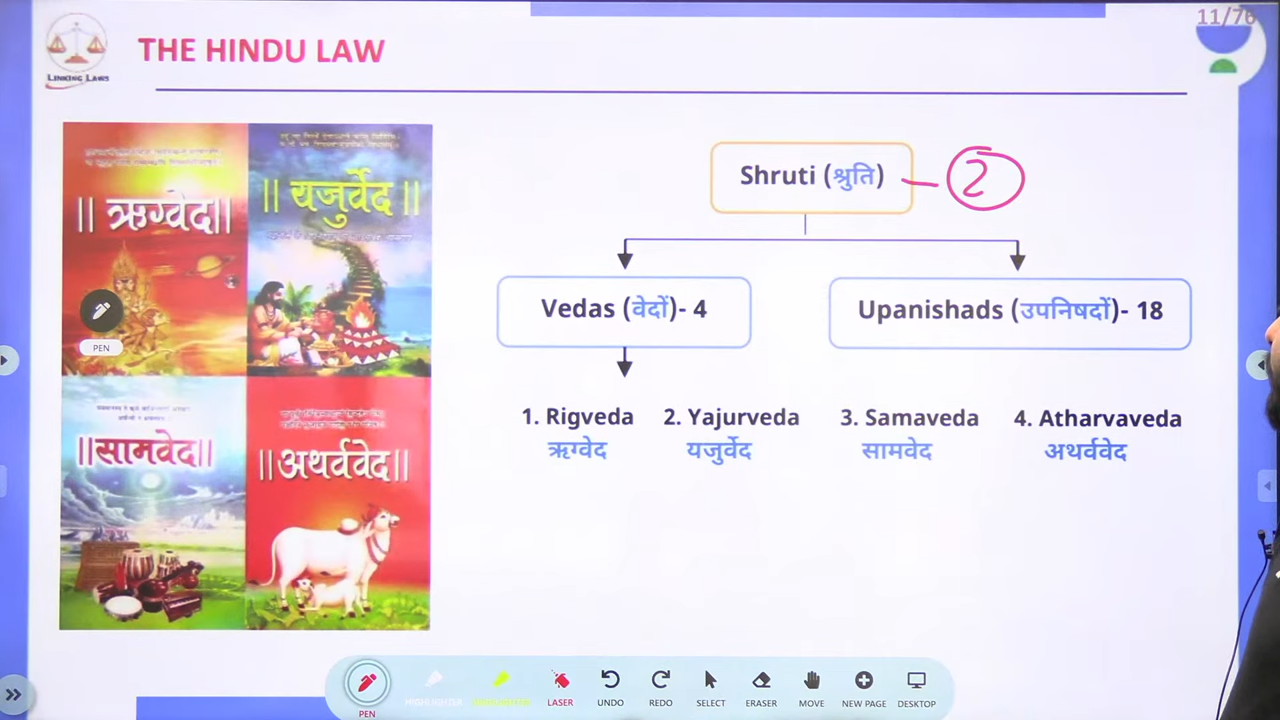 11/76
LINKING LAWS
THE HINDU LAW
|| ऋग्वेद ||
|| यजुर्वेद ||
||सामवेद||
||अथर्ववेद||
Shruti (श्रुति)
2
Vedas (वेदों)- 4
Upanishads (उपनिषदों)- 18
1. Rigveda 2. Yajurveda 3. Samaveda 4. Atharvaveda
ऋग्वेद यजुर्वेद सामवेद अथर्ववेद
PEN
PEN HIGHLIGHTER HIGHLIGHTER LASER UNDO REDO SELECT ERASER MOVE NEW PAGE DESKTOP